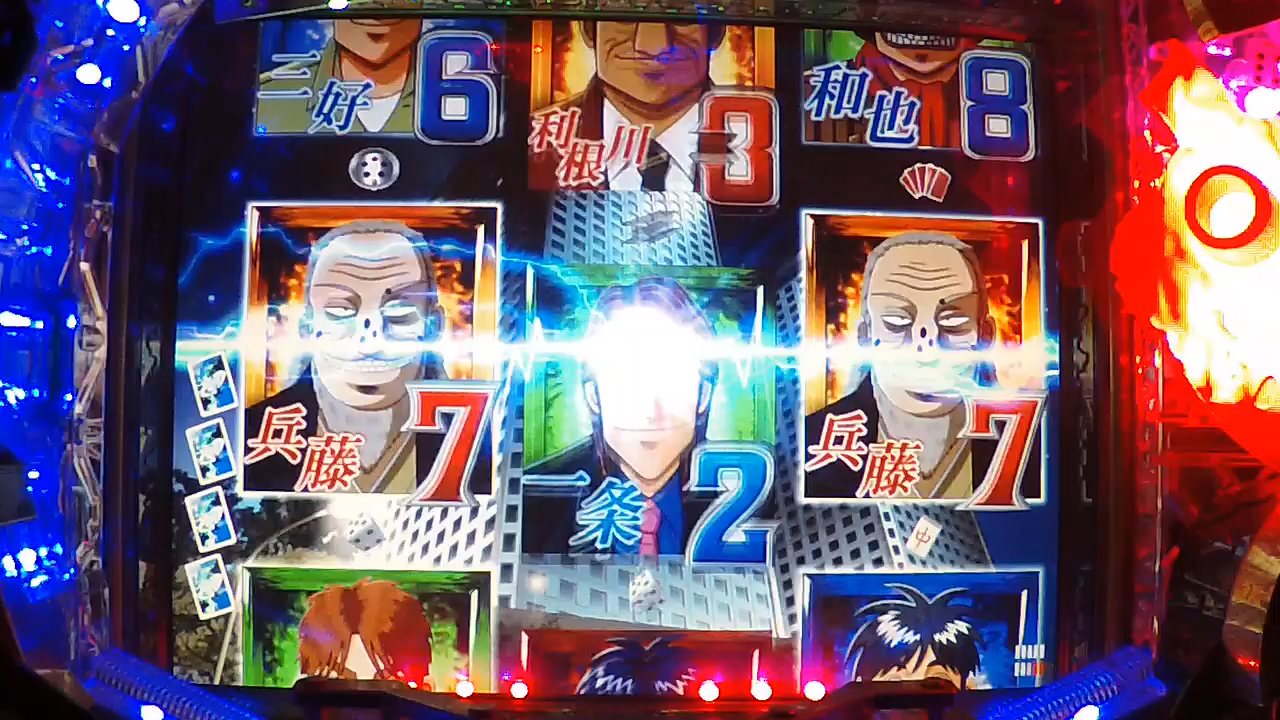 三好 6
利根川 3
和也 8
兵藤 7
一条 2
兵藤 7
中